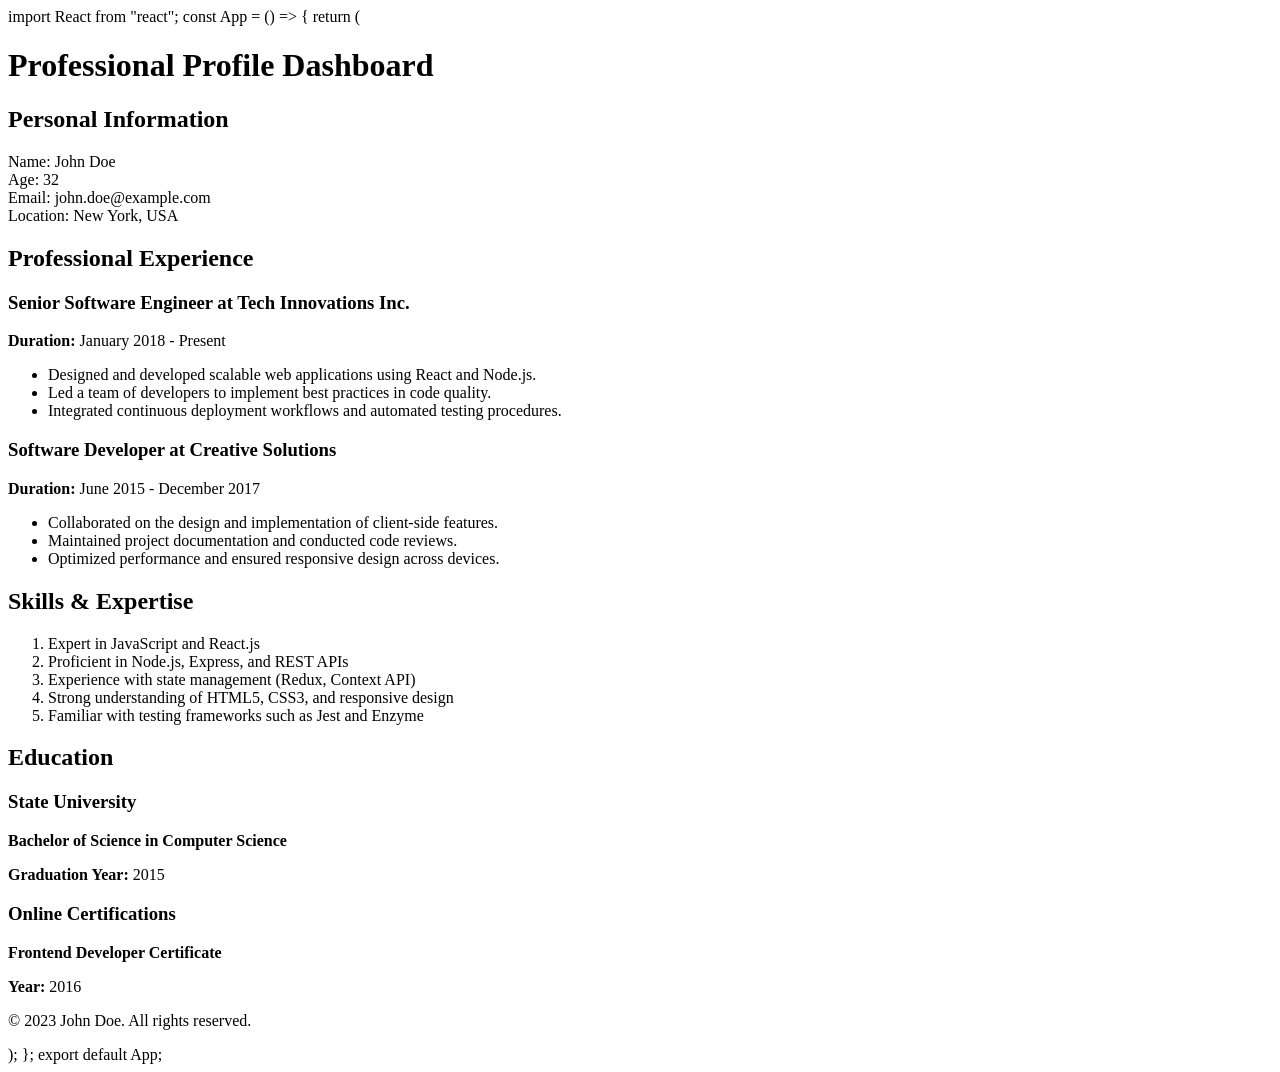 import React from "react"; const App = () => { return (
Professional Profile Dashboard
Personal Information
Name: John Doe
Age: 32
Email: john.doe@example.com
Location: New York, USA
Professional Experience
Senior Software Engineer at Tech Innovations Inc.
Duration: January 2018 - Present
• Designed and developed scalable web applications using React and Node.js.
• Led a team of developers to implement best practices in code quality.
• Integrated continuous deployment workflows and automated testing procedures.
Software Developer at Creative Solutions
Duration: June 2015 - December 2017
• Collaborated on the design and implementation of client-side features.
• Maintained project documentation and conducted code reviews.
• Optimized performance and ensured responsive design across devices.
Skills & Expertise
1. Expert in JavaScript and React.js
2. Proficient in Node.js, Express, and REST APIs
3. Experience with state management (Redux, Context API)
4. Strong understanding of HTML5, CSS3, and responsive design
5. Familiar with testing frameworks such as Jest and Enzyme
Education
State University
Bachelor of Science in Computer Science
Graduation Year: 2015
Online Certifications
Frontend Developer Certificate
Year: 2016
© 2023 John Doe. All rights reserved.
); }; export default App;